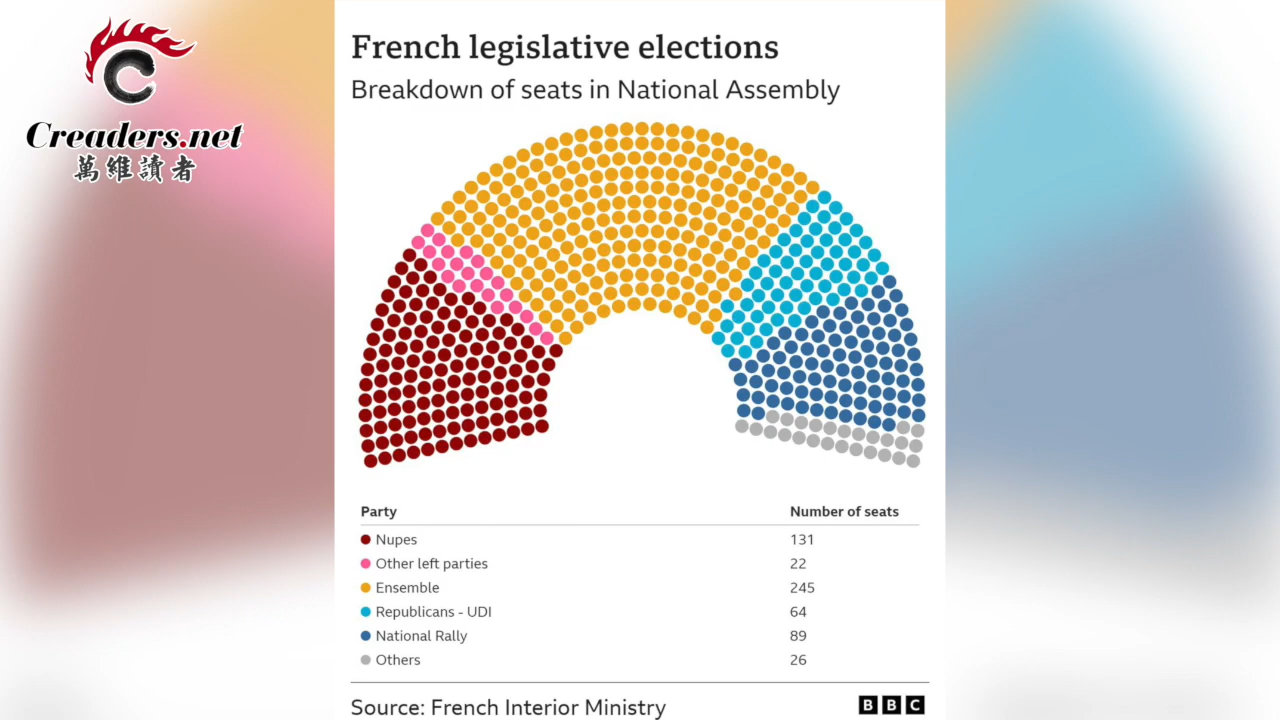 Creaders.net
萬維讀者
French legislative elections
Breakdown of seats in National Assembly
Party Number of seats
Nupes 131
Other left parties 22
Ensemble 245
Republicans - UDI 64
National Rally 89
Others 26
Source: French Interior Ministry
BBC